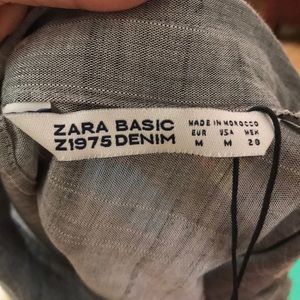 ZARA BASIC
Z1975 DENIM
MADE IN MOROCCO
EUR USA MEX
M M 28